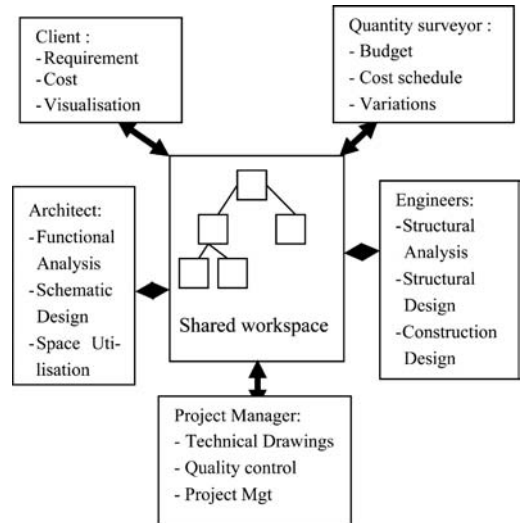 Client :
-Requirement
-Cost
-Visualisation
Quantity surveyor :
- Budget
- Cost schedule
- Variations
Architect:
-Functional
Analysis
-Schematic
Design
-Space Uti-
lisation
Shared workspace
Engineers:
-Structural
Analysis
-Structural
Design
-Construction
Design
Project Manager:
- Technical Drawings
- Quality control
- Project Mgt